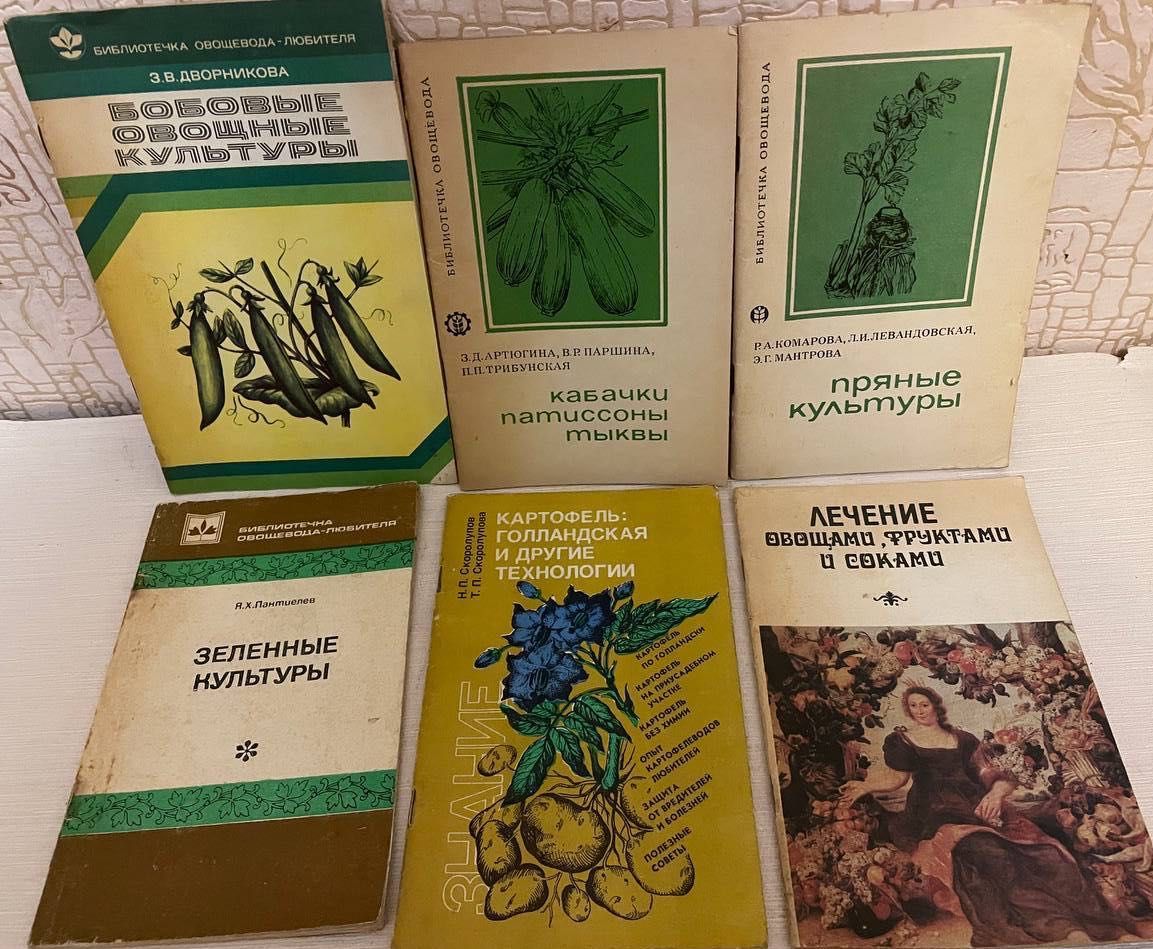 БИБЛИОТЕЧКА ОВОЩЕВОДА-ЛЮБИТЕЛЯ
З.В.ДВОРНИКОВА
БОБОВЫЕ
ОВОЩНЫЕ
КУЛЬТУРЫ
БИБЛИОТЕЧКА ОВОЩЕВОДА
З.Д.АРТЮГИНА, В.Р.ПАРШИНА,
П.П.ТРИБУНСКАЯ
кабачки
патиссоны
тыквы
БИБЛИОТЕЧКА ОВОЩЕВОДА
Р.А.КОМАРОВА, Л.И.ЛЕВАНДОВСКАЯ,
Э.Г.МАНТРОВА
пряные
культуры
БИБЛИОТЕЧКА
ОВОЩЕВОДА-ЛЮБИТЕЛЯ
Я.Х.Пантиелев
ЗЕЛЕННЫЕ
КУЛЬТУРЫ
Н.П.Скоролупов
Т.П.Скоролупова
КАРТОФЕЛЬ:
ГОЛЛАНДСКАЯ
И ДРУГИЕ
ТЕХНОЛОГИИ
КАРТОФЕЛЬ
ПО ГОЛЛАНДСКИ
КАРТОФЕЛЬ
НА ПРИУСАДЕБНОМ
УЧАСТКЕ
КАРТОФЕЛЬ
БЕЗ ХИМИИ
ОПЫТ
КАРТОФЕЛЕВОДОВ
ЛЮБИТЕЛЕЙ
ЗАЩИТА
ОТ ВРЕДИТЕЛЕЙ
И БОЛЕЗНЕЙ
ПОЛЕЗНЫЕ
СОВЕТЫ
ЗНАНИЕ
ЛЕЧЕНИЕ
ОВОЩАМИ, ФРУКТАМИ
И СОКАМИ